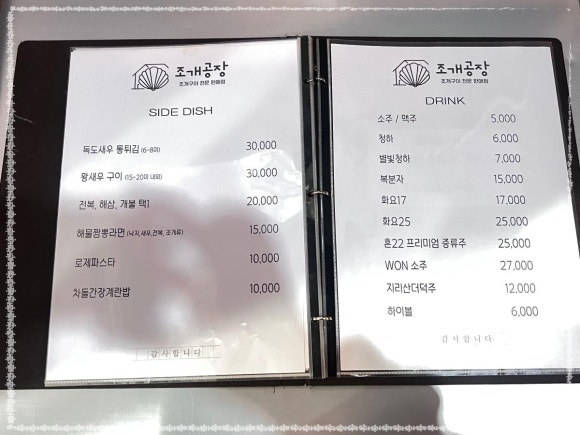 조개공장
조개구이 전문 판매점
SIDE DISH
독도새우 통튀김 (6-8미) 30,000
왕새우 구이 (15~20미 내외) 30,000
전복, 해삼, 개불 택1 20,000
해물짬뽕라면 (낙지,새우,전복, 조개류) 15,000
로제파스타 10,000
차돌간장계란밥 10,000
감사합니다
조개공장
조개구이 전문 판매점
DRINK
소주 / 맥주 5,000
청하 6,000
별빛청하 7,000
복분자 15,000
화요17 17,000
화요25 25,000
혼22 프리미엄 증류주 25,000
WON 소주 27,000
지리산더덕주 12,000
하이볼 6,000
감사합니다